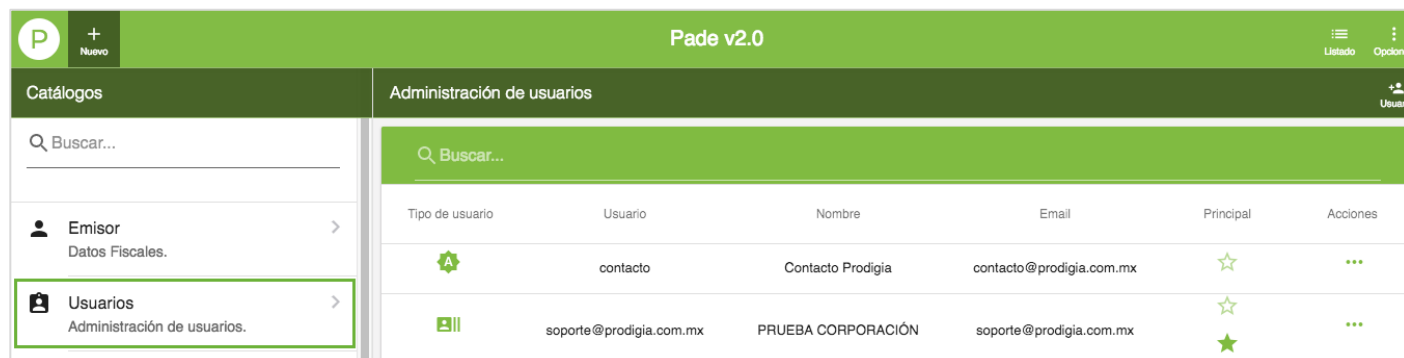 P
+
Nuevo
Pade v2.0
Listado
Opcion
Catálogos
Administración de usuarios
Usuar
Buscar...
Buscar...
Tipo de usuario Usuario Nombre Email Principal Acciones
Emisor
Datos Fiscales.
A
contacto Contacto Prodigia contacto@prodigia.com.mx
Usuarios
Administración de usuarios.
soporte@prodigia.com.mx PRUEBA CORPORACIÓN soporte@prodigia.com.mx